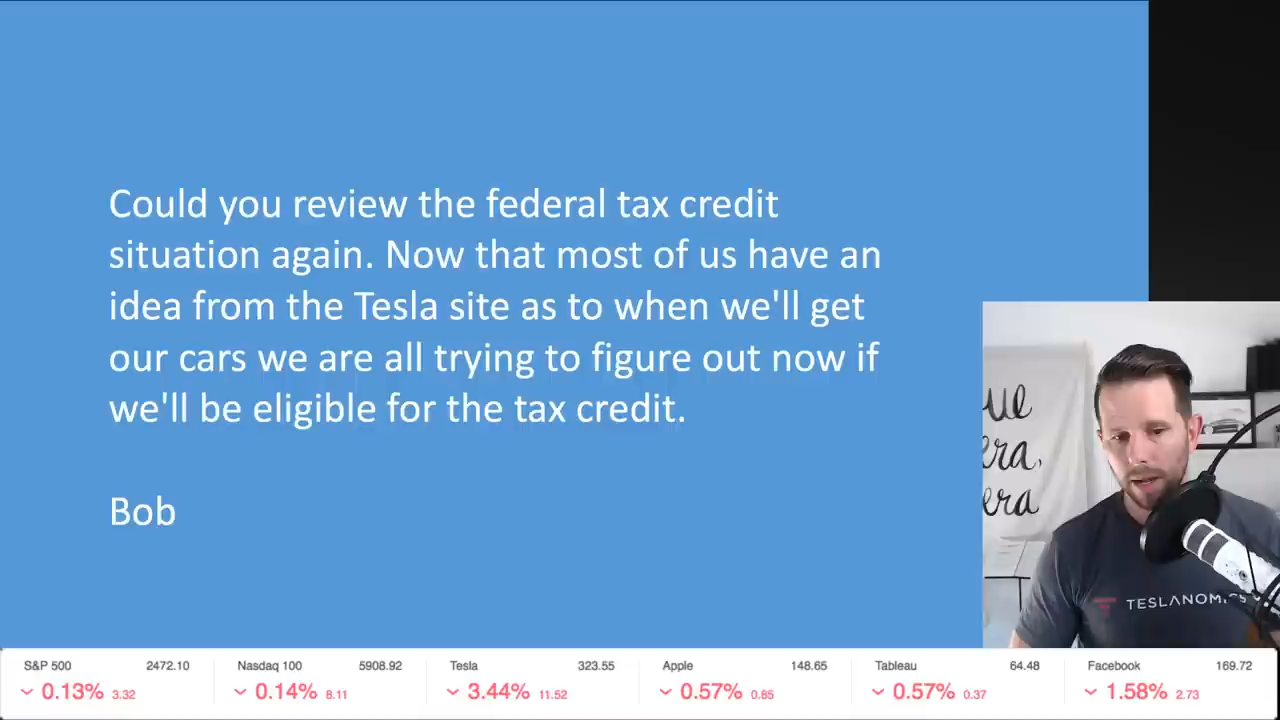 Could you review the federal tax credit
situation again. Now that most of us have an
idea from the Tesla site as to when we'll get
our cars we are all trying to figure out now if
we'll be eligible for the tax credit.
Bob
era,
era
S&P 500 2472.10
0.13% 3.32
Nasdaq 100 5908.92
0.14% 8.11
Tesla 323.55
3.44% 11.52
Apple 148.65
0.57% 0.85
Tableau 64.48
0.57% 0.37
Facebook 169.72
1.58% 2.73